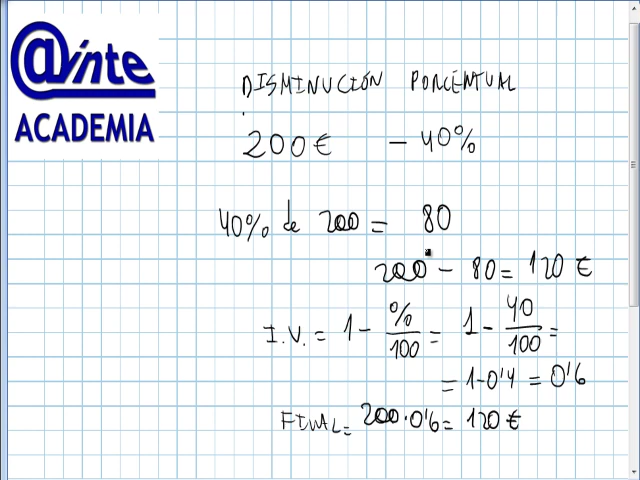 @inte
ACADEMIA
DISMINUCIÓN PORCENTUAL
200€ - 40%
40% de 200 = 80
200 - 80 = 120 €
I.V. = 1 - %/100 = 1 - 40/100 =
= 1-0'4 = 0'6
FINAL = 200·0'6 = 120 €